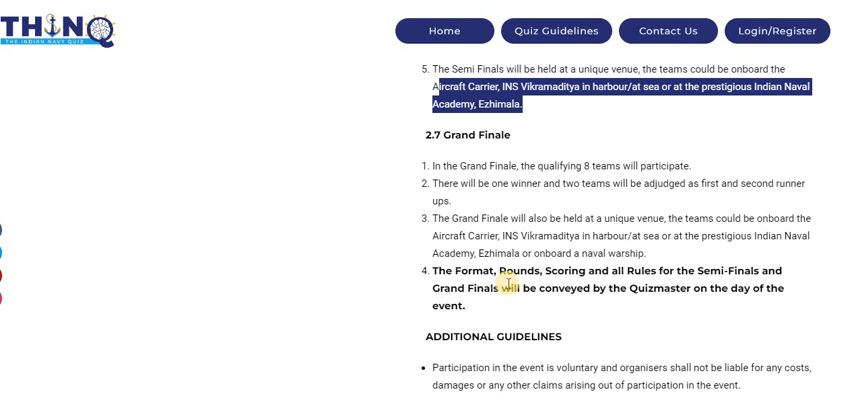 THINQ
THE INDIAN NAVY QUIZ
Home Quiz Guidelines Contact Us Login/Register
5. The Semi Finals will be held at a unique venue, the teams could be onboard the
Aircraft Carrier, INS Vikramaditya in harbour/at sea or at the prestigious Indian Naval
Academy, Ezhimala.
2.7 Grand Finale
1. In the Grand Finale, the qualifying 8 teams will participate.
2. There will be one winner and two teams will be adjudged as first and second runner
ups.
3. The Grand Finale will also be held at a unique venue, the teams could be onboard the
Aircraft Carrier, INS Vikramaditya in harbour/at sea or at the prestigious Indian Naval
Academy, Ezhimala or onboard a naval warship.
4. The Format, Rounds, Scoring and all Rules for the Semi-Finals and
Grand Finals will be conveyed by the Quizmaster on the day of the
event.
ADDITIONAL GUIDELINES
• Participation in the event is voluntary and organisers shall not be liable for any costs,
damages or any other claims arising out of participation in the event.